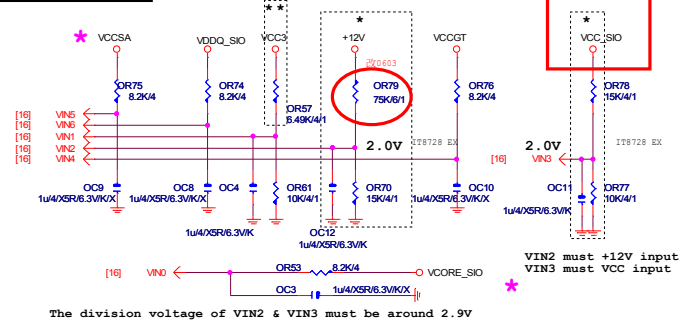 * *
*
*
*
VCCSA
VDDQ_SIO
VCC3
+12V
VCCGT
VCC_SIO
改0603
OR75
8.2K/4
OR74
8.2K/4
OR79
75K/6/1
OR76
8.2K/4
OR78
15K/4/1
OR57
6.49K/4/1
[16] VIN5
[16] VIN6
[16] VIN1
[16] VIN2
[16] VIN4
2.0V
IT8728 EX
2.0V
IT8728 EX
[16] VIN3
OC9
1u/4/X5R/6.3V/K/X
OC8
1u/4/X5R/6.3V/K/X
OC4
1u/4/X5R/6.3V/K
OR61
10K/4/1
OR70
15K/4/1
OC12
1u/4/X5R/6.3V/K
OC10
1u/4/X5R/6.3V/K/X
OC11
1u/4/X5R/6.3V/K
OR77
10K/4/1
VIN2 must +12V input
VIN3 must VCC input
[16] VIN0
OR53
8.2K/4
VCORE_SIO
OC3
1u/4/X5R/6.3V/K/X
*
The division voltage of VIN2 & VIN3 must be around 2.9V